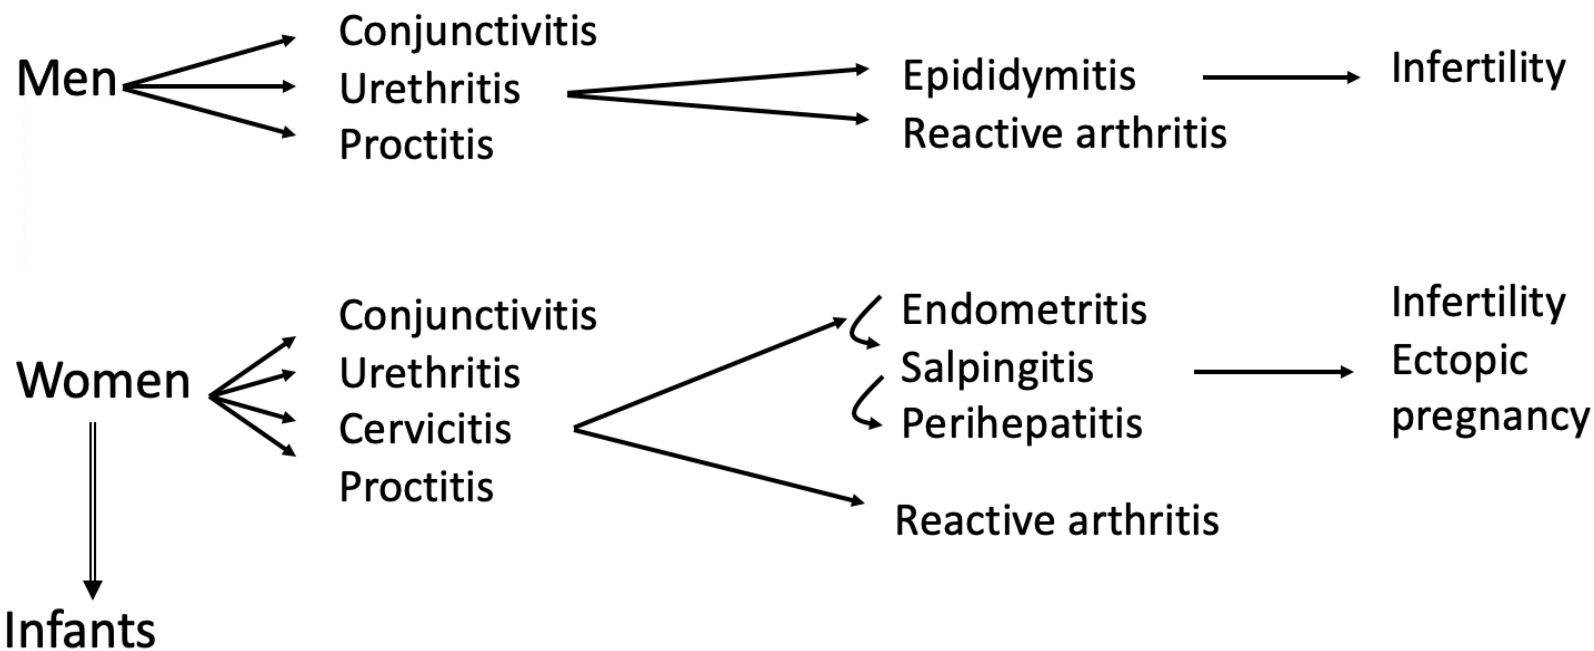 Men
Conjunctivitis
Urethritis
Proctitis
Epididymitis
Reactive arthritis
Infertility
Women
Conjunctivitis
Urethritis
Cervicitis
Proctitis
Endometritis
Salpingitis
Perihepatitis
Reactive arthritis
Infertility
Ectopic
pregnancy
Infants